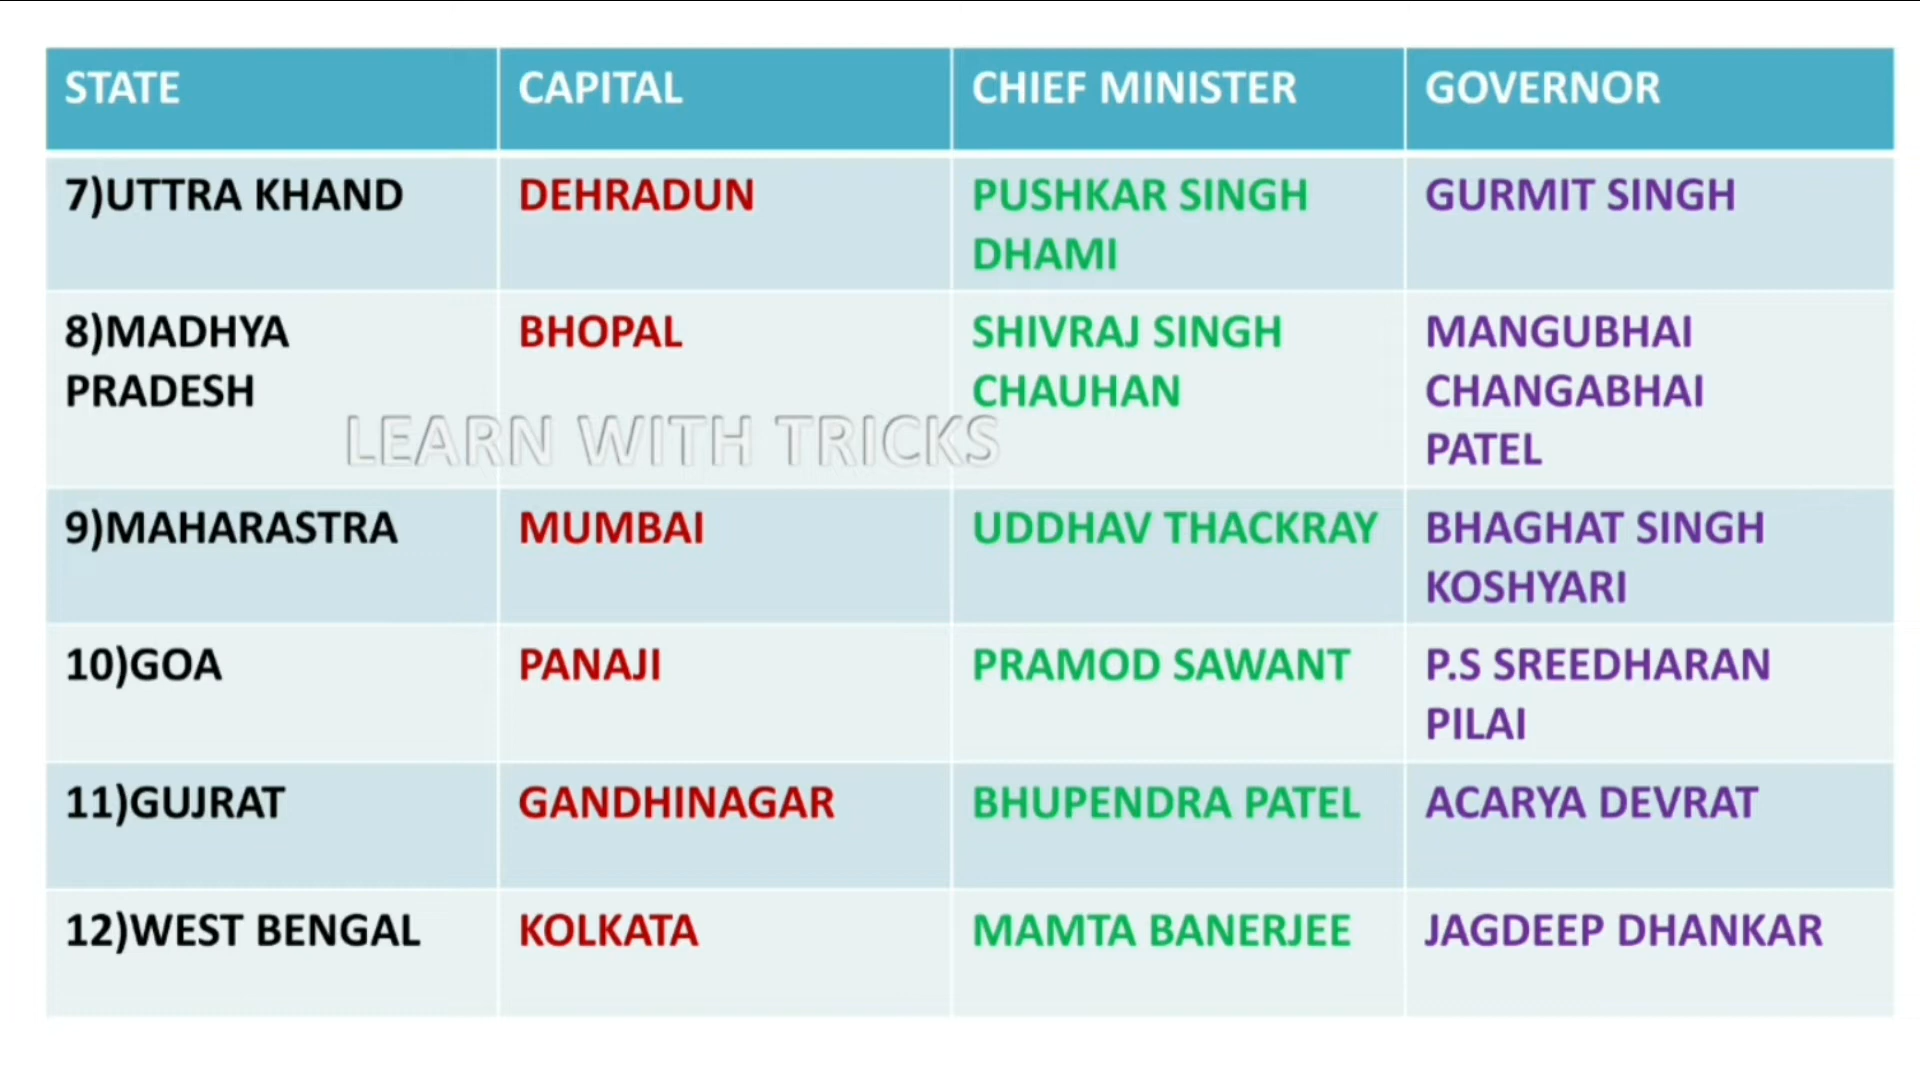 STATE CAPITAL CHIEF MINISTER GOVERNOR
7)UTTRA KHAND DEHRADUN PUSHKAR SINGH GURMIT SINGH
DHAMI
8)MADHYA BHOPAL SHIVRAJ SINGH MANGUBHAI
PRADESH CHAUHAN CHANGABHAI
LEARN WITH TRICKS
PATEL
9)MAHARASTRA MUMBAI UDDHAV THACKRAY BHAGHAT SINGH
KOSHYARI
10)GOA PANAJI PRAMOD SAWANT P.S SREEDHARAN
PILAI
11)GUJRAT GANDHINAGAR BHUPENDRA PATEL ACARYA DEVRAT
12)WEST BENGAL KOLKATA MAMTA BANERJEE JAGDEEP DHANKAR